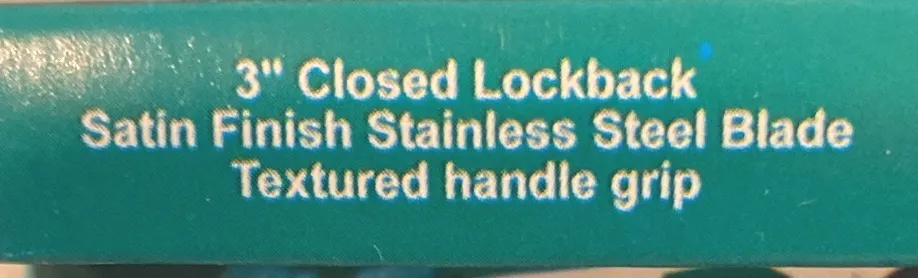 3" Closed Lockback
Satin Finish Stainless Steel Blade
Textured handle grip